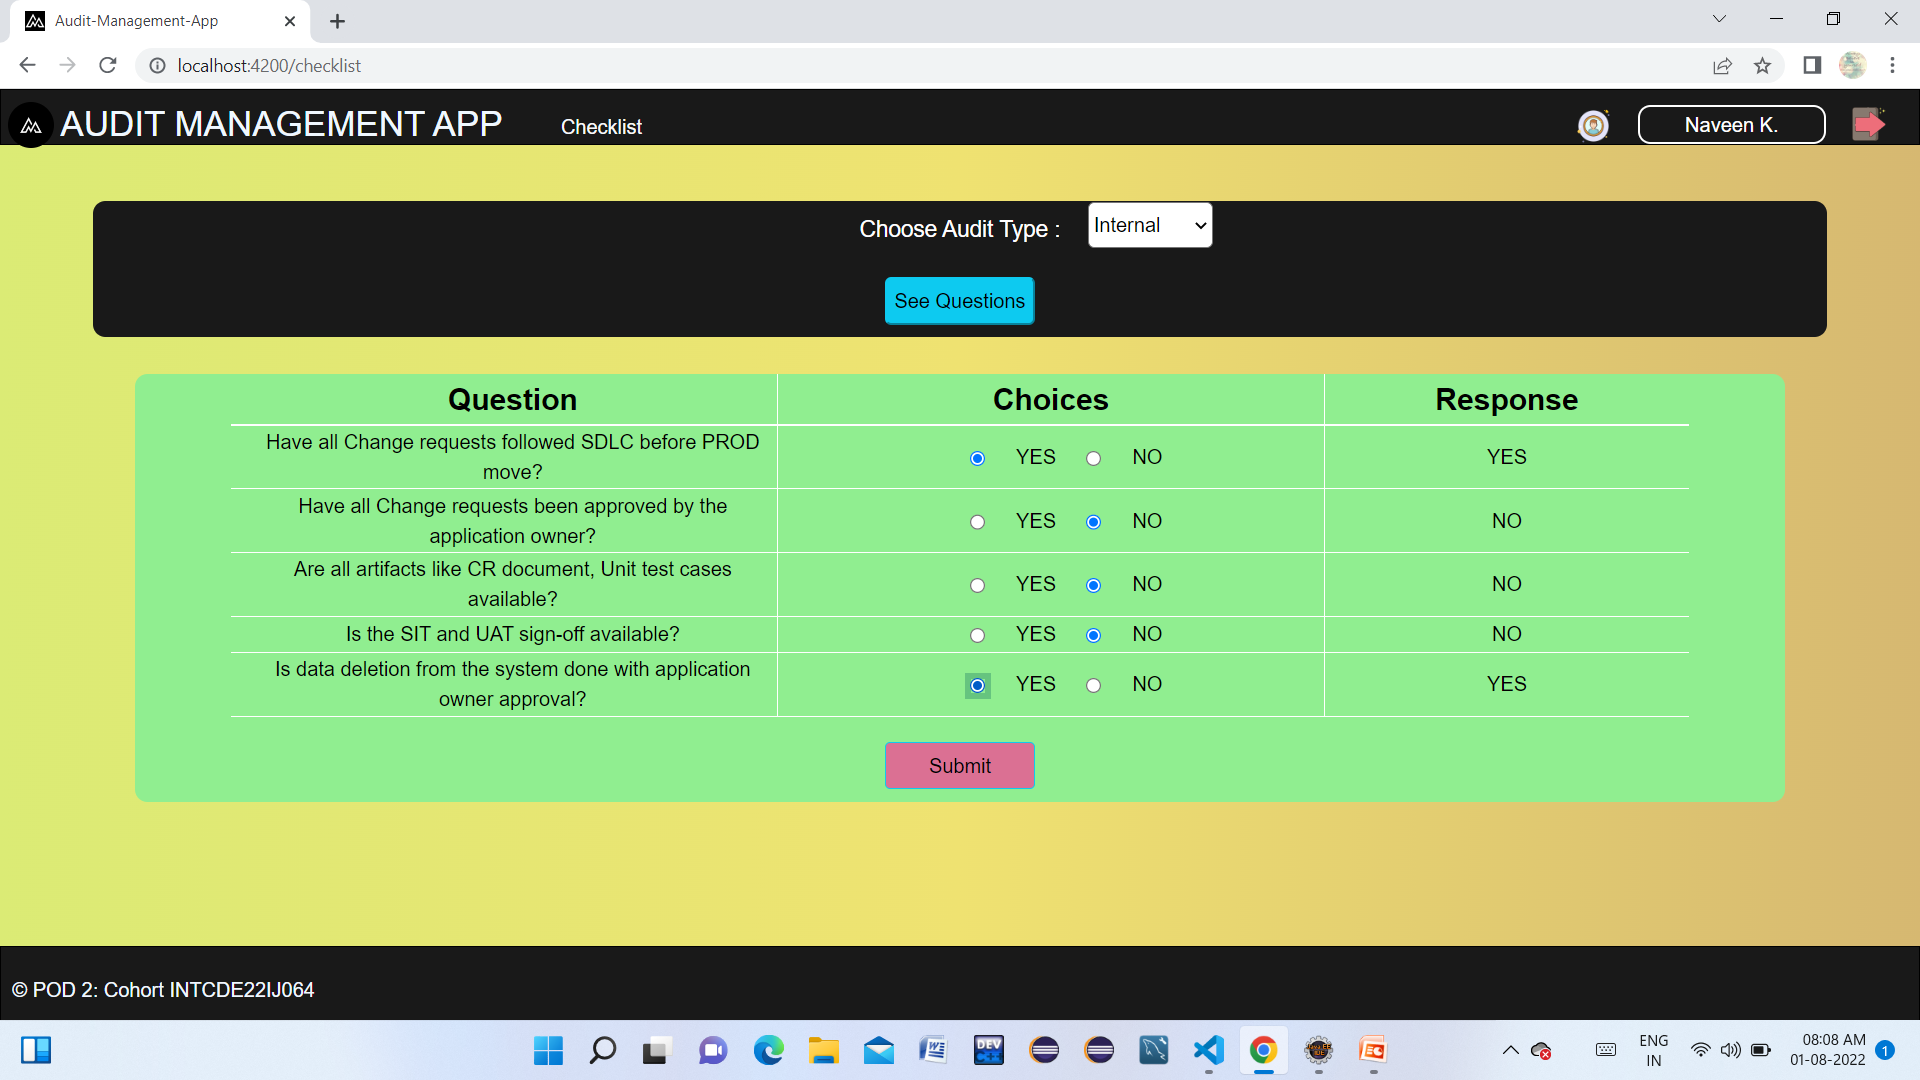 Audit-Management-App
localhost:4200/checklist
AUDIT MANAGEMENT APP
Checklist
Naveen K.
Choose Audit Type :
Internal
See Questions
Question
Choices
Response
Have all Change requests followed SDLC before PROD
move?
YES
NO
YES
Have all Change requests been approved by the
application owner?
YES
NO
NO
Are all artifacts like CR document, Unit test cases
available?
YES
NO
NO
Is the SIT and UAT sign-off available?
YES
NO
NO
Is data deletion from the system done with application
owner approval?
YES
NO
YES
Submit
© POD 2: Cohort INTCDE22IJ064
DEV
C++
ENG
IN
08:08 AM
01-08-2022
1